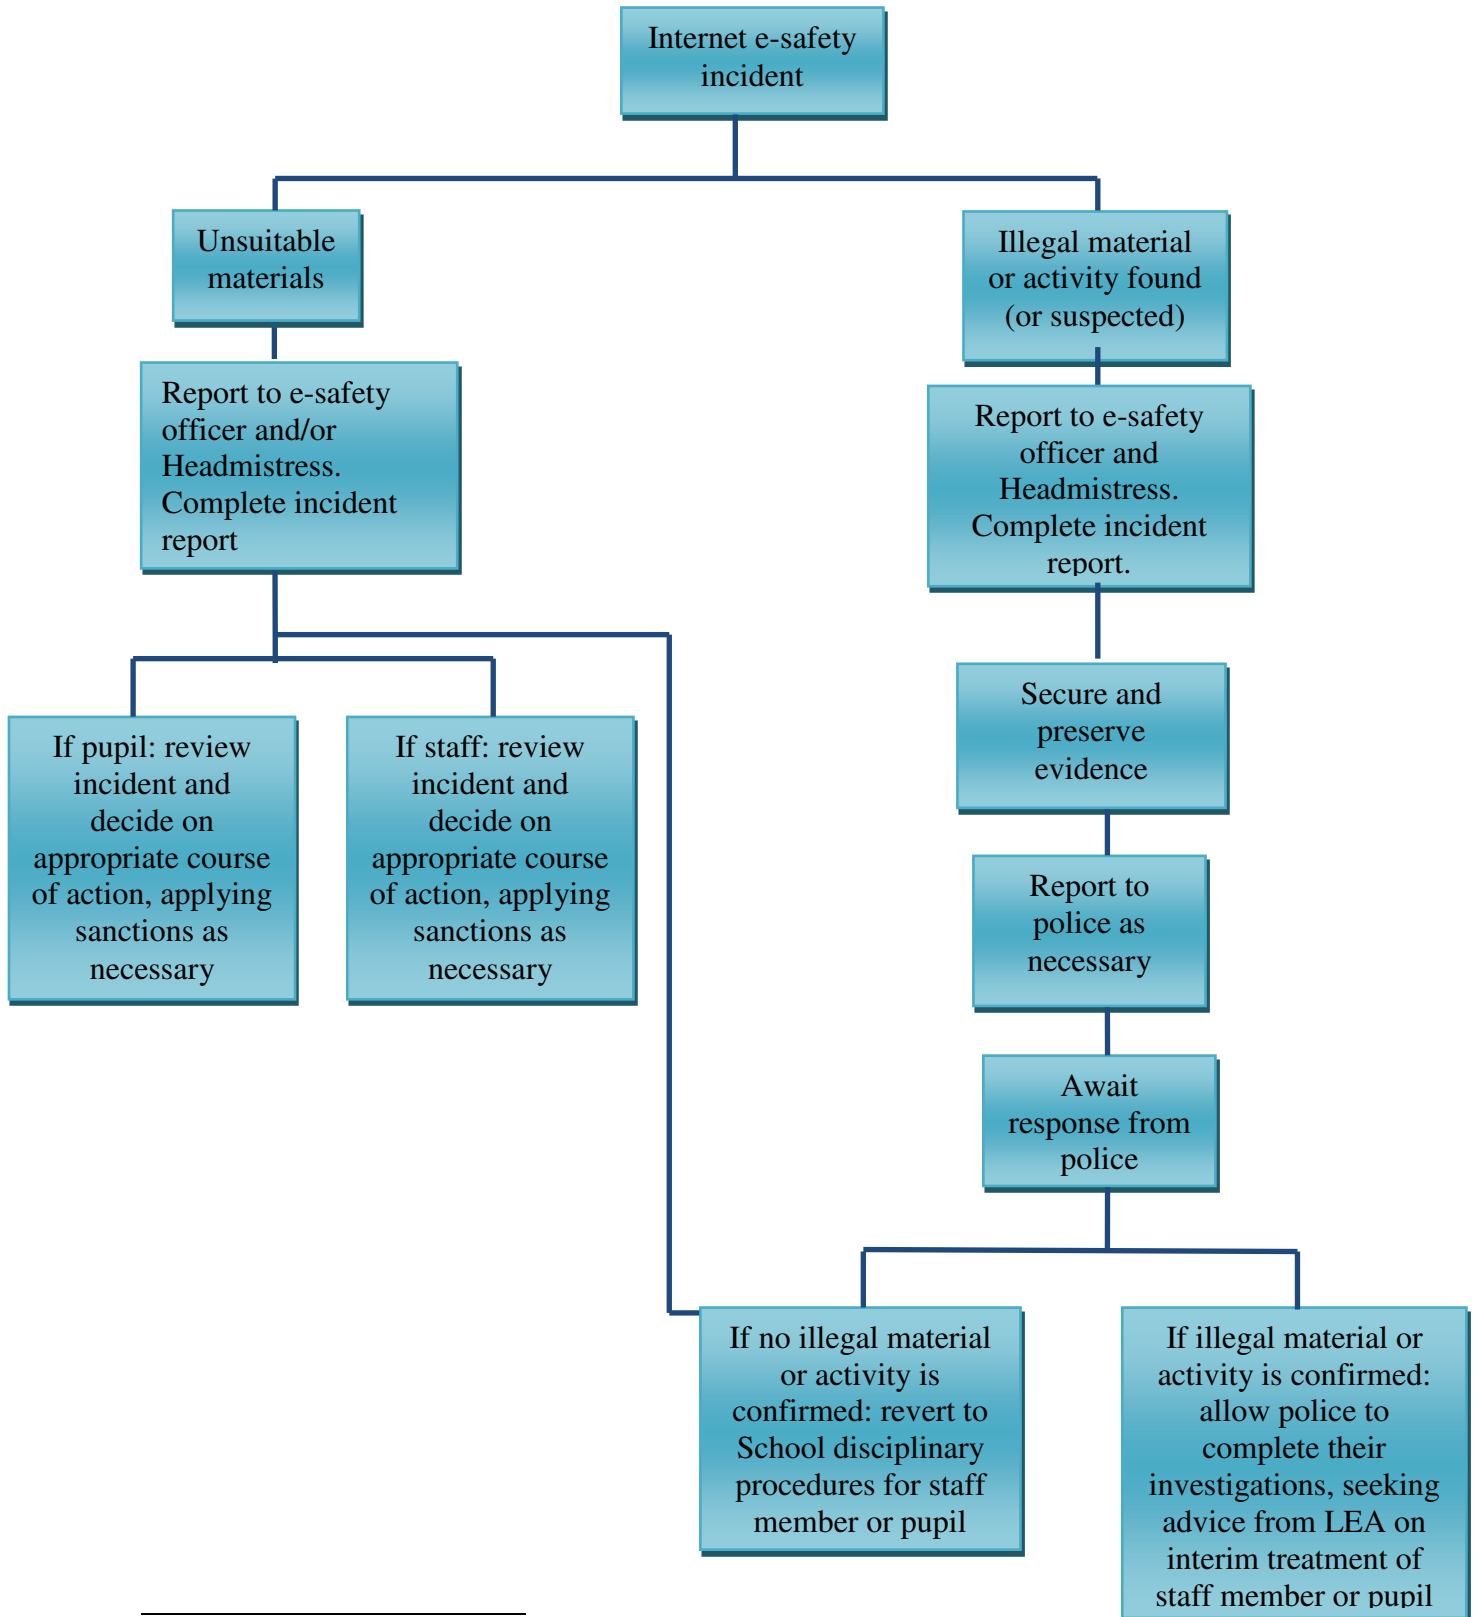 Internet e-safety
incident
Unsuitable
materials
Illegal material
or activity found
(or suspected)
Report to e-safety
officer and/or
Headmistress.
Complete incident
report
Report to e-safety
officer and
Headmistress.
Complete incident
report.
If pupil: review
incident and
decide on
appropriate course
of action, applying
sanctions as
necessary
If staff: review
incident and
decide on
appropriate course
of action, applying
sanctions as
necessary
Secure and
preserve
evidence
Report to
police as
necessary
Await
response from
police
If no illegal material
or activity is
confirmed: revert to
School disciplinary
procedures for staff
member or pupil
If illegal material or
activity is confirmed:
allow police to
complete their
investigations, seeking
advice from LEA on
interim treatment of
staff member or pupil